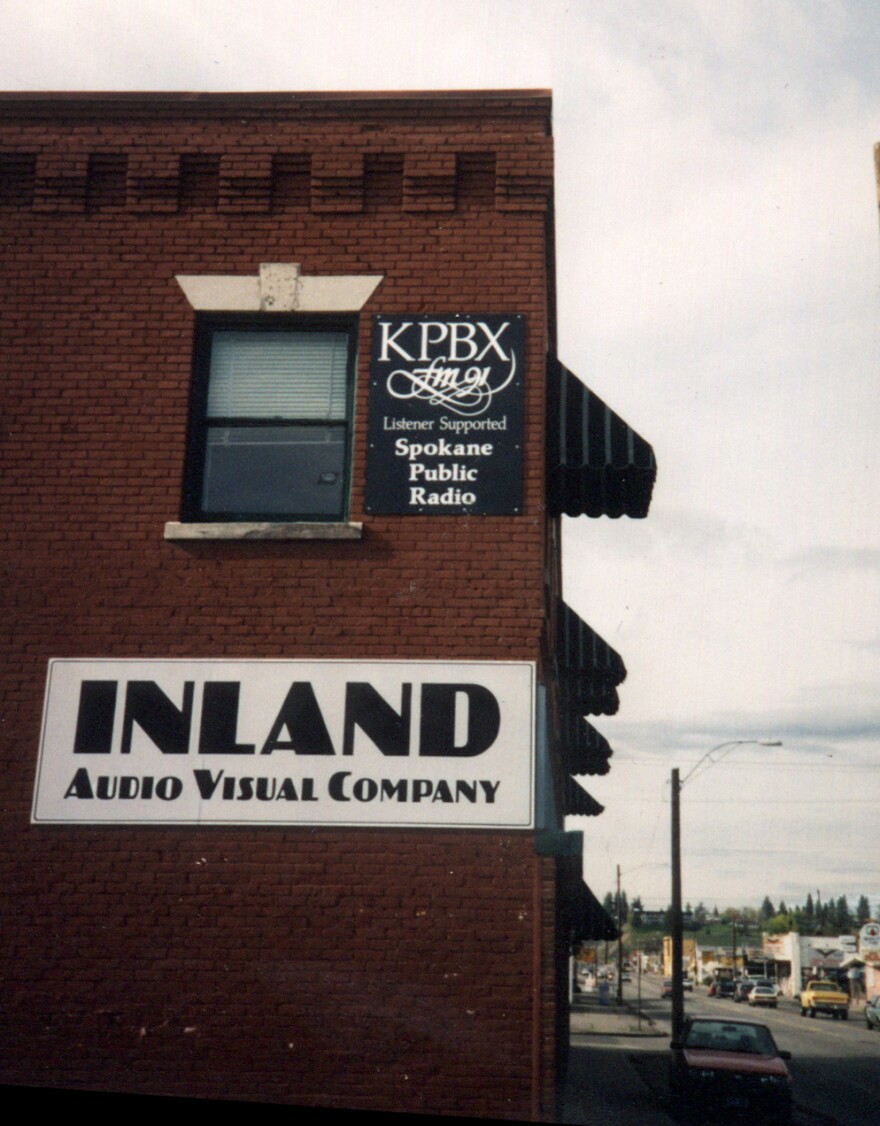 KPBX
fm 91
Listener Supported
Spokane
Public
Radio
INLAND
AUDIO VISUAL COMPANY